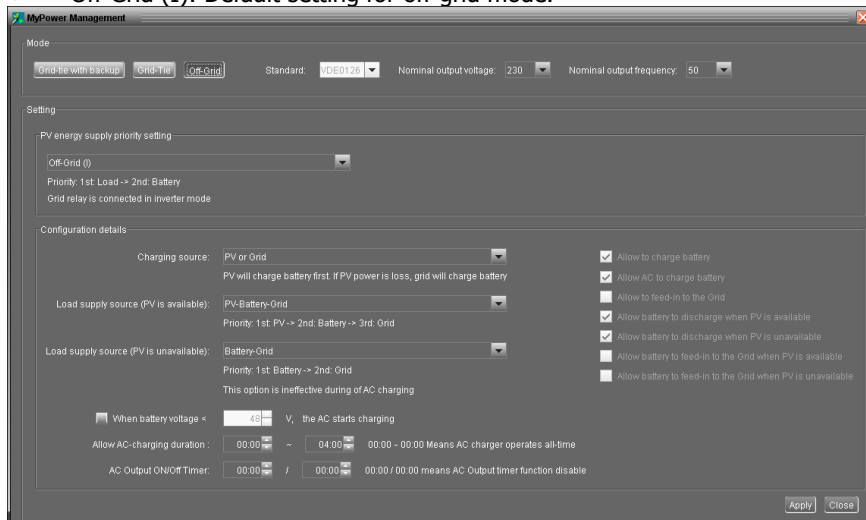 Off-Grid (I): Default setting for off-grid mode.
MyPower Management
Mode
Grid-tie with backup Grid-Tie Off-Grid Standard: VDE0126 Nominal output voltage: 230 Nominal output frequency: 50
Setting
PV energy supply priority setting
Off-Grid (I)
Priority: 1st: Load -> 2nd: Battery
Grid relay is connected in inverter mode
Configuration details
Charging source: PV or Grid
PV will charge battery first. If PV power is loss, grid will charge battery
Load supply source (PV is available): PV-Battery-Grid
Priority: 1st: PV -> 2nd: Battery -> 3rd: Grid
Load supply source (PV is unavailable): Battery-Grid
Priority: 1st: Battery -> 2nd: Grid
This option is ineffective during of AC charging
When battery voltage < 48 V, the AC starts charging
Allow AC-charging duration : 00:00 ~ 04:00 00:00 - 00:00 Means AC charger operates all-time
AC Output ON/Off Timer: 00:00 / 00:00 00:00 / 00:00 means AC Output timer function disable
Allow to charge battery
Allow AC to charge battery
Allow to feed-in to the Grid
Allow battery to discharge when PV is available
Allow battery to discharge when PV is unavailable
Allow battery to feed-in to the Grid when PV is available
Allow battery to feed-in to the Grid when PV is unavailable
Apply Close